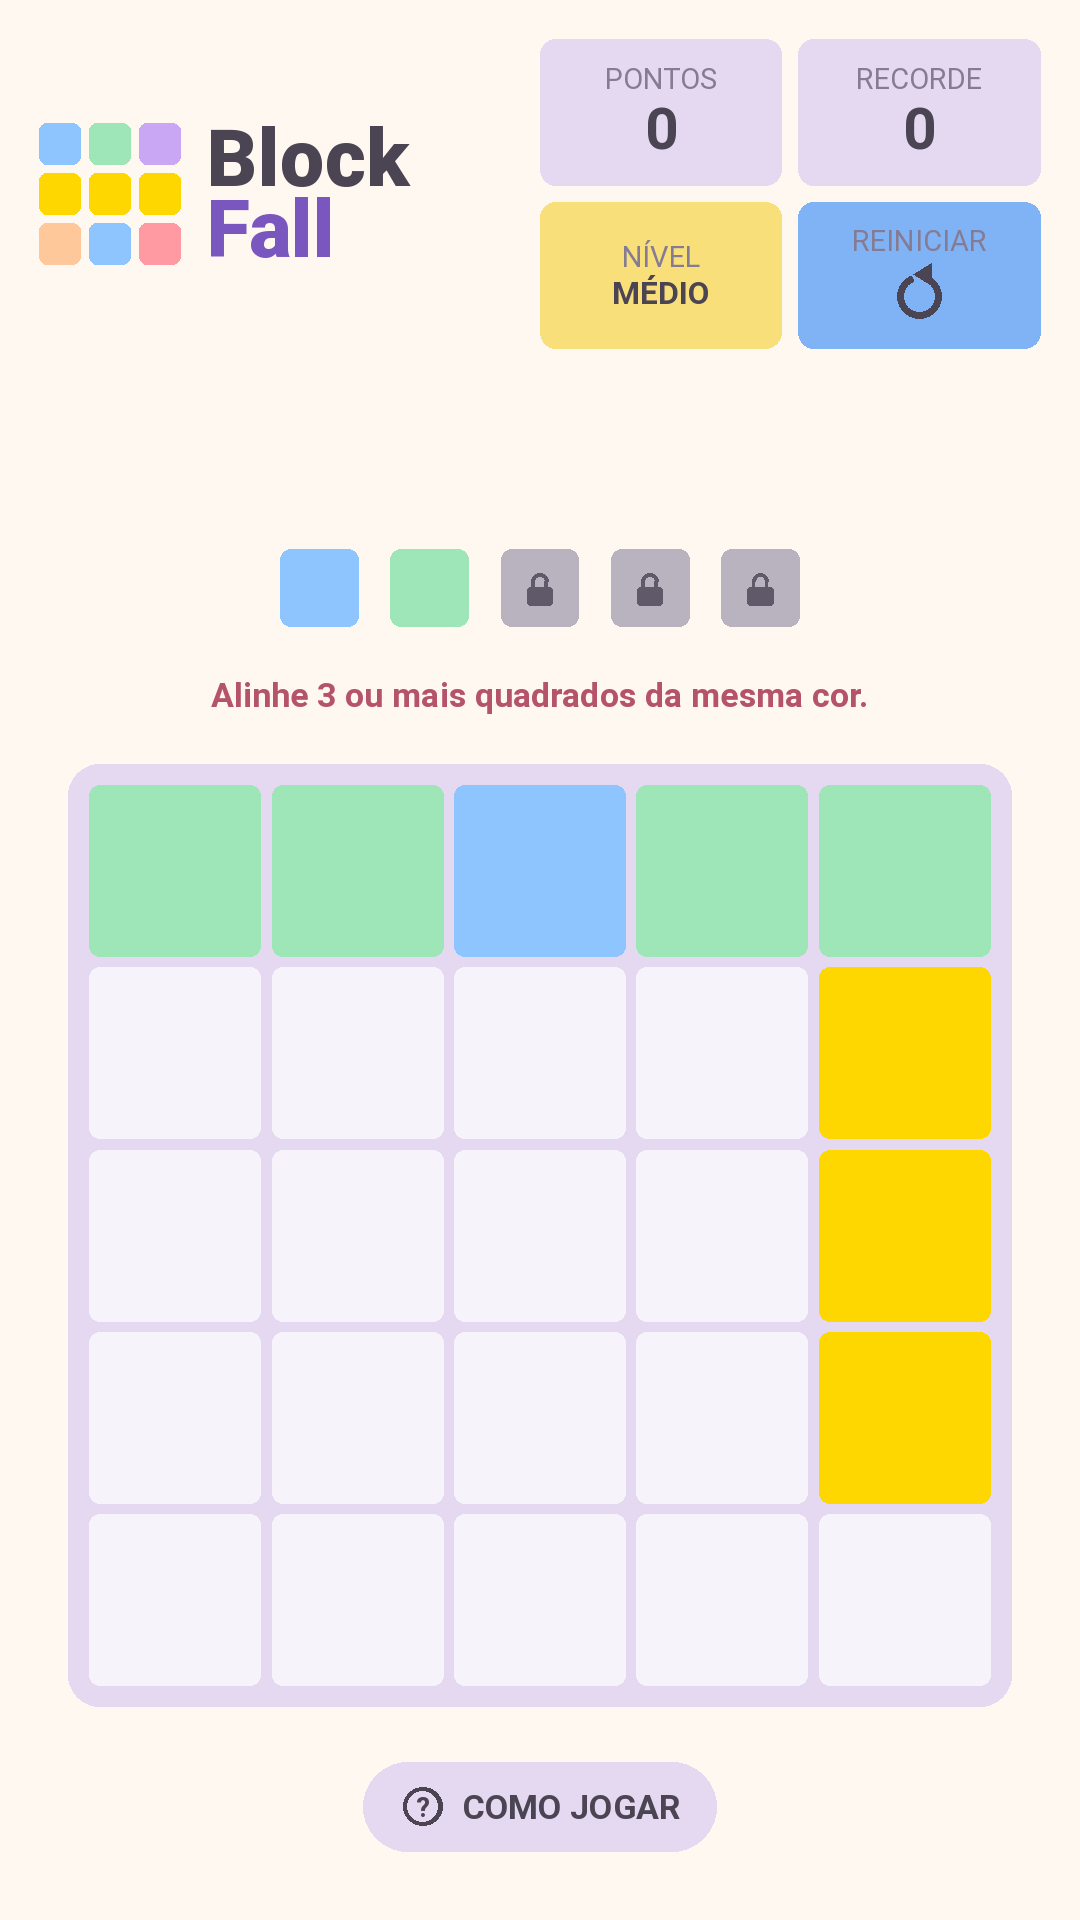 Block
Fall
PONTOS
0
RECORDE
0
NÍVEL
MÉDIO
REINICIAR
Alinhe 3 ou mais quadrados da mesma cor.
? COMO JOGAR